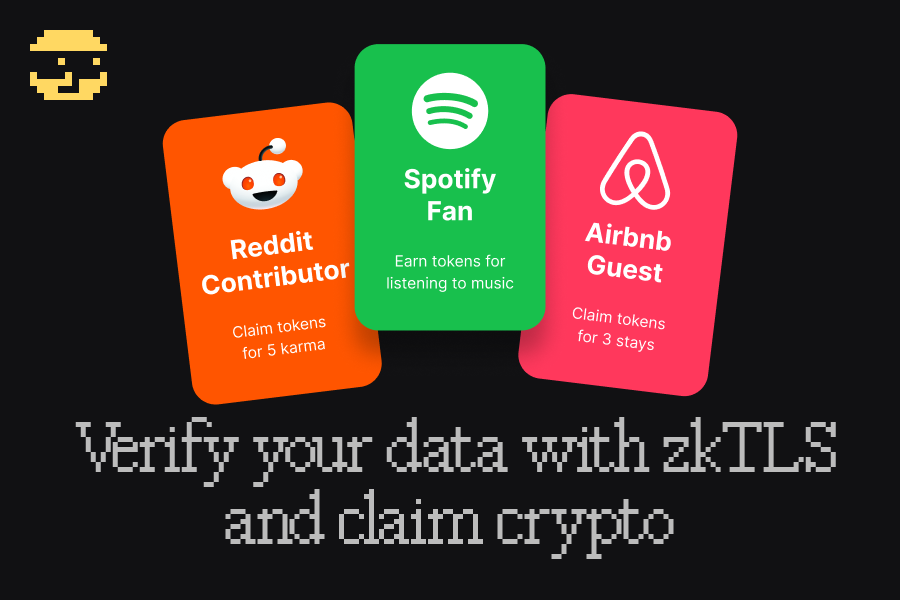 Reddit
Contributor
Claim tokens
for 5 karma
Spotify
Fan
Earn tokens for
listening to music
Airbnb
Guest
Claim tokens
for 3 stays
Verify your data with zkTLS
and claim crypto